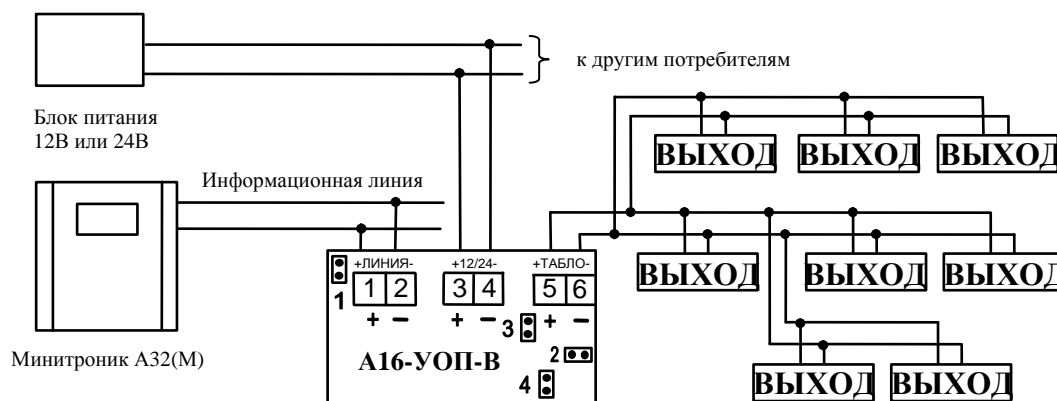 к другим потребителям
Блок питания
12В или 24В
ВЫХОД ВЫХОД ВЫХОД
Информационная линия
+ЛИНИЯ- +12/24- +ТАБЛО-
1 2 3 4 5 6
1
+ − + − + −
3
ВЫХОД ВЫХОД ВЫХОД
2
Минитроник А32(М)
А16-УОП-В
4
ВЫХОД ВЫХОД